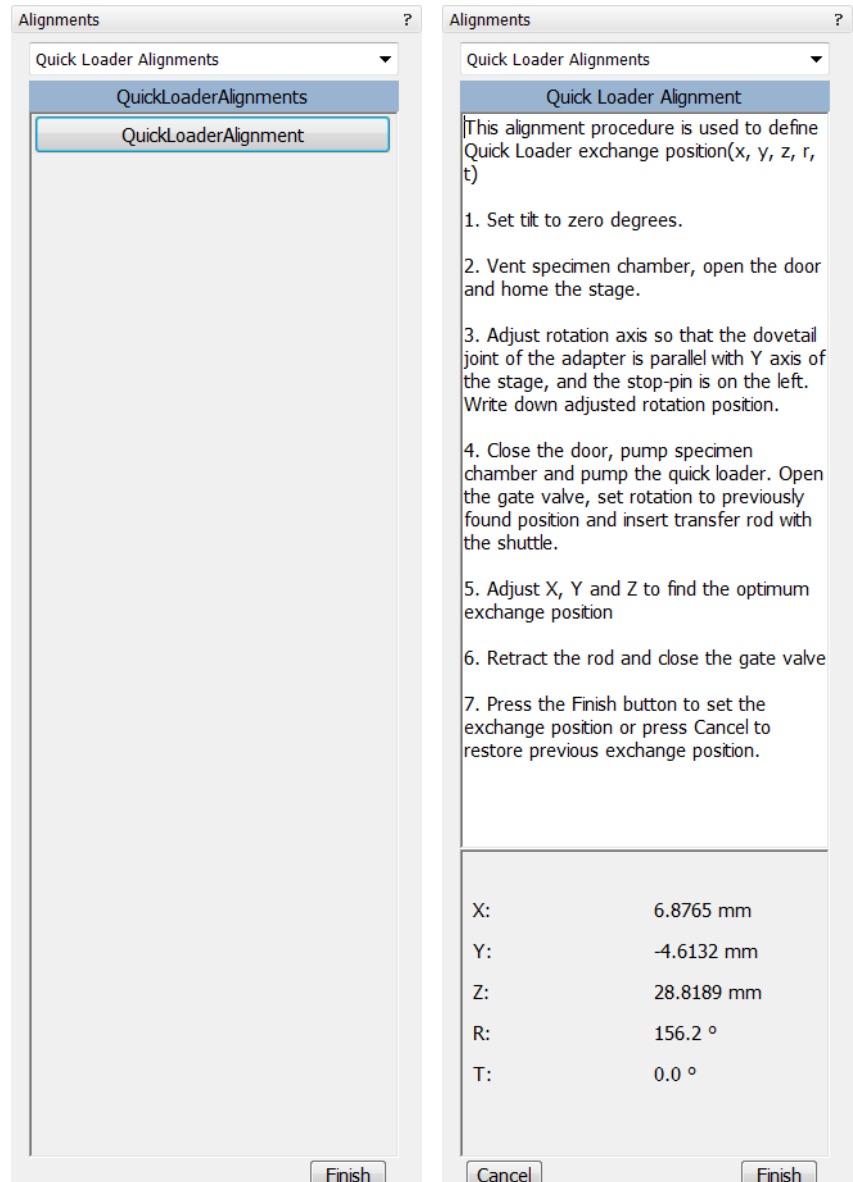 Alignments ?
Quick Loader Alignments
QuickLoaderAlignments
QuickLoaderAlignment
Finish
Alignments ?
Quick Loader Alignments
Quick Loader Alignment
This alignment procedure is used to define
Quick Loader exchange position(x, y, z, r,
t)
1. Set tilt to zero degrees.
2. Vent specimen chamber, open the door
and home the stage.
3. Adjust rotation axis so that the dovetail
joint of the adapter is parallel with Y axis of
the stage, and the stop-pin is on the left.
Write down adjusted rotation position.
4. Close the door, pump specimen
chamber and pump the quick loader. Open
the gate valve, set rotation to previously
found position and insert transfer rod with
the shuttle.
5. Adjust X, Y and Z to find the optimum
exchange position
6. Retract the rod and close the gate valve
7. Press the Finish button to set the
exchange position or press Cancel to
restore previous exchange position.
X: 6.8765 mm
Y: -4.6132 mm
Z: 28.8189 mm
R: 156.2 º
T: 0.0 º
Cancel Finish